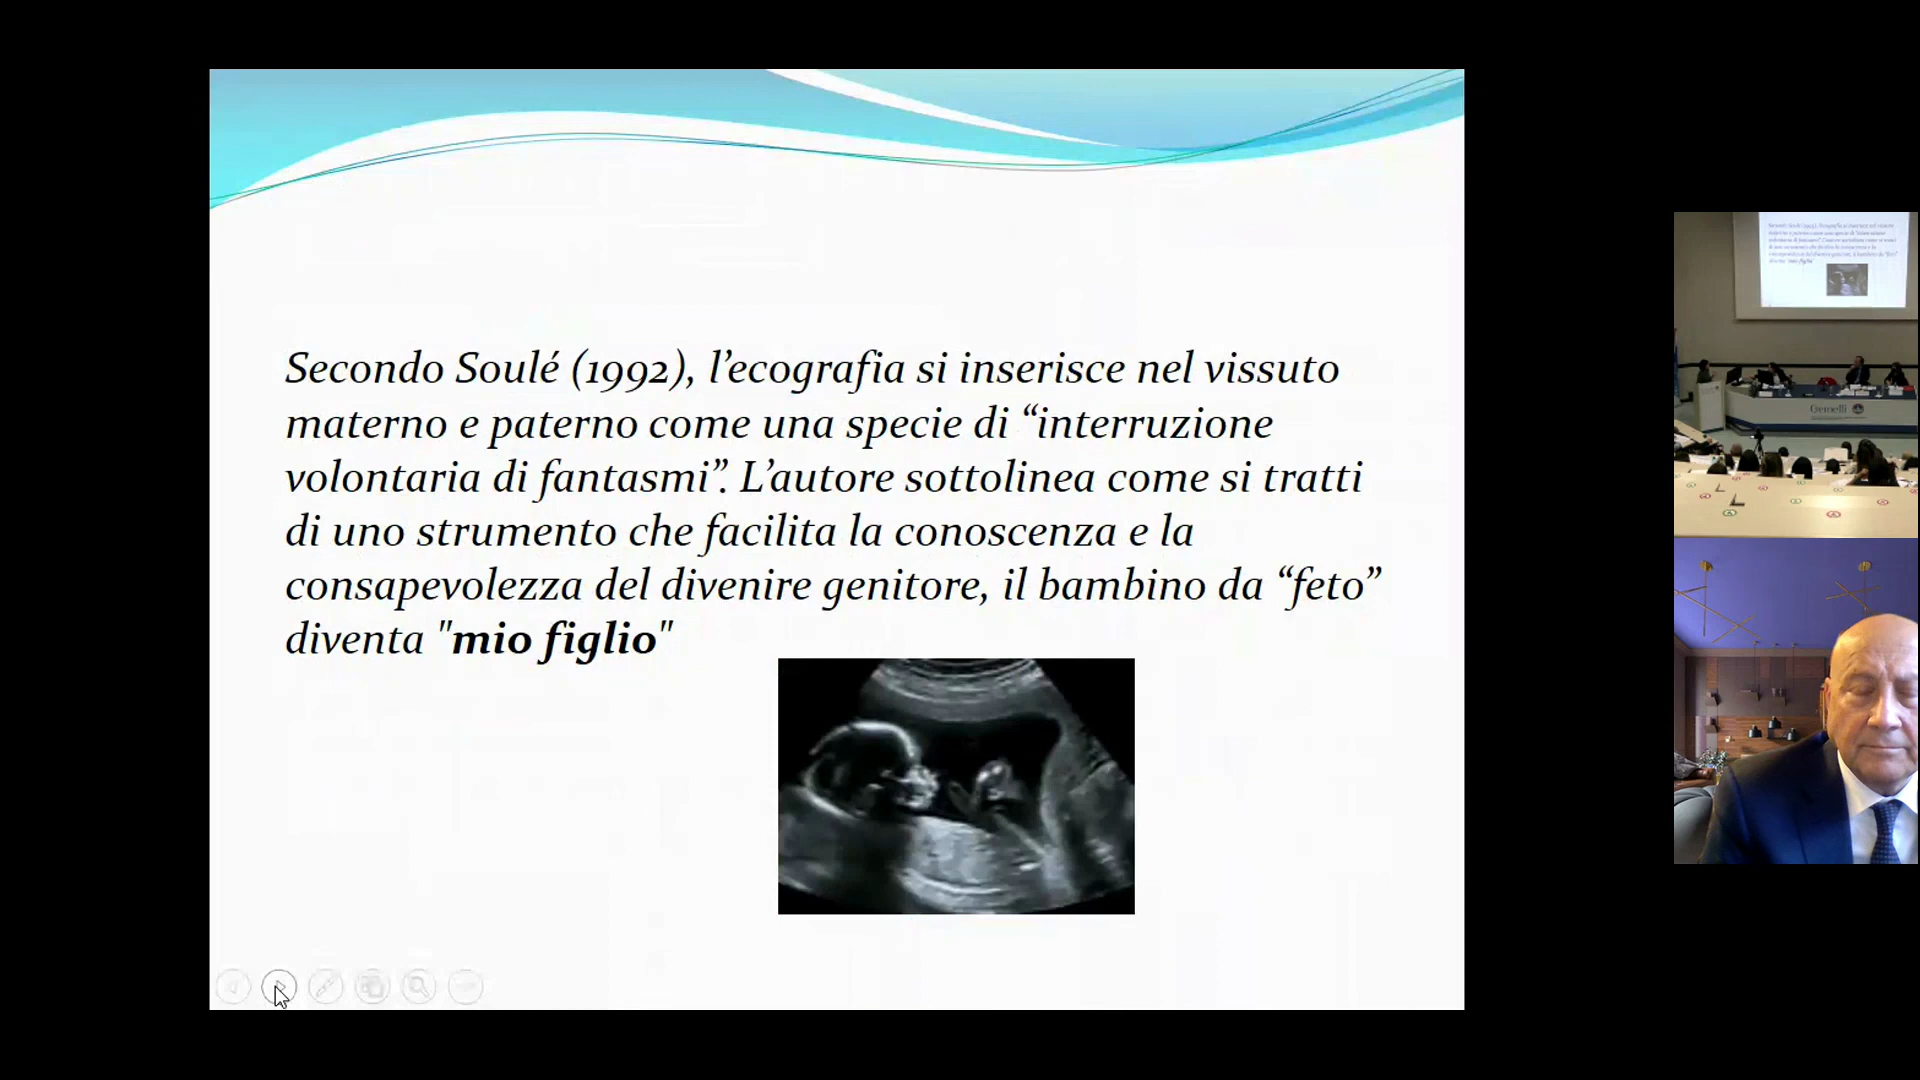 Secondo Soulé (1992), l’ecografia si inserisce nel vissuto
materno e paterno come una specie di “interruzione
volontaria di fantasmi”. L’autore sottolinea come si tratti
di uno strumento che facilita la conoscenza e la
consapevolezza del divenire genitore, il bambino da “feto”
diventa "mio figlio"
Gemelli